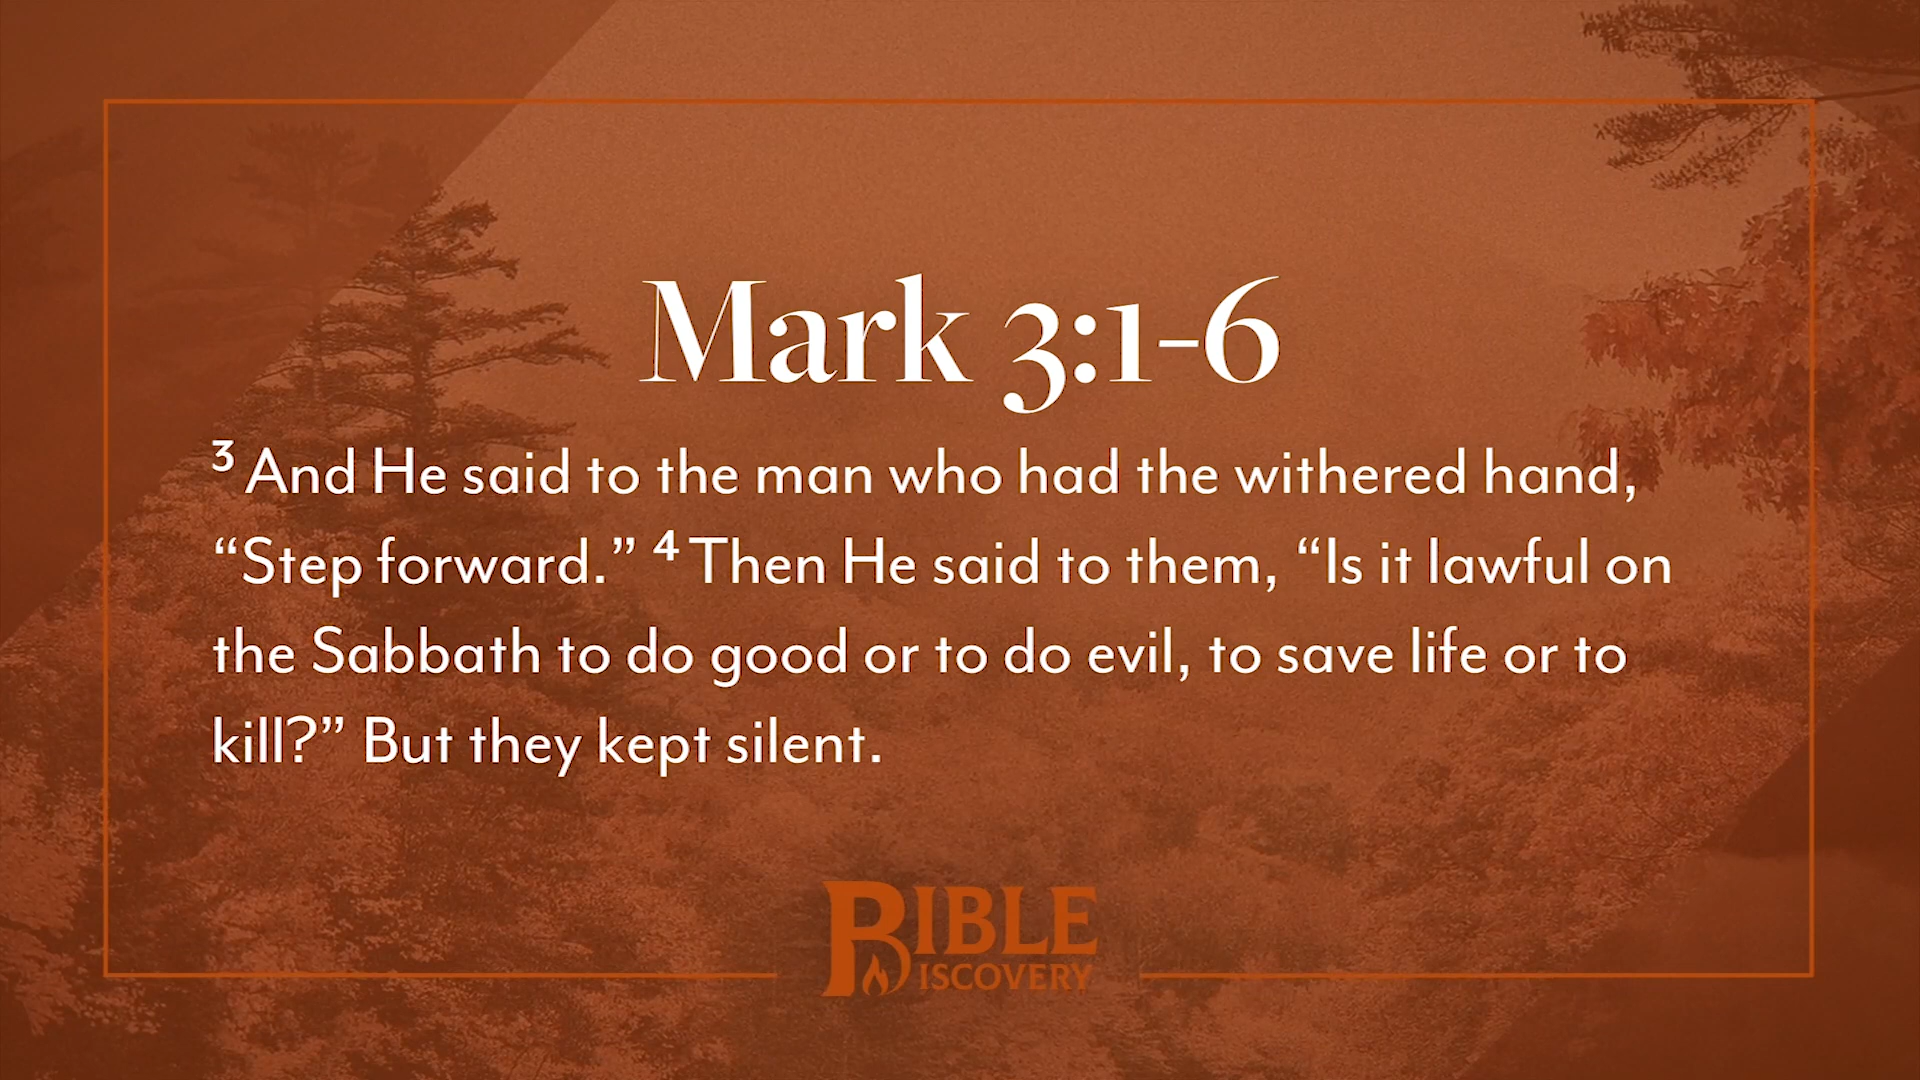 Mark 3:1-6
³ And He said to the man who had the withered hand,
“Step forward.” ⁴ Then He said to them, “Is it lawful on
the Sabbath to do good or to do evil, to save life or to
kill?” But they kept silent.
BIBLE
DISCOVERY